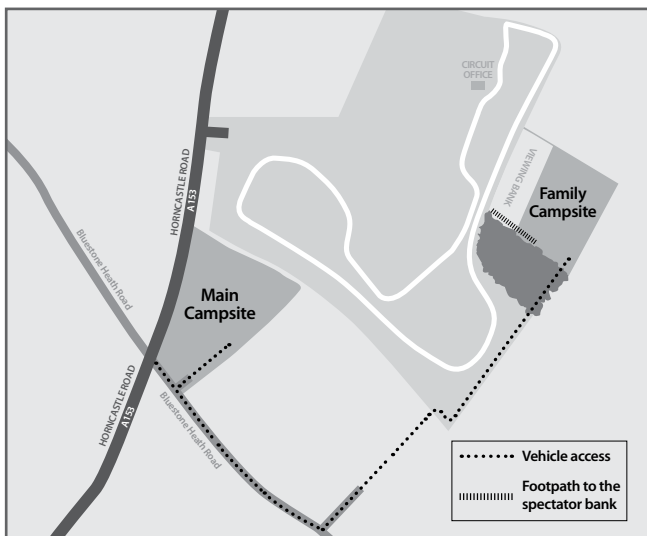 CIRCUIT
OFFICE
HORNCASTLE ROAD
A153
VIEWING BANK
Family
Campsite
Bluestone Heath Road
Main
Campsite
HORNCASTLE ROAD
A153
Bluestone Heath Road
Vehicle access
Footpath to the
spectator bank